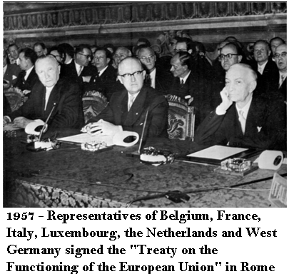 1957 - Representatives of Belgium, France,
Italy, Luxembourg, the Netherlands and West
Germany signed the "Treaty on the
Functioning of the European Union" in Rome